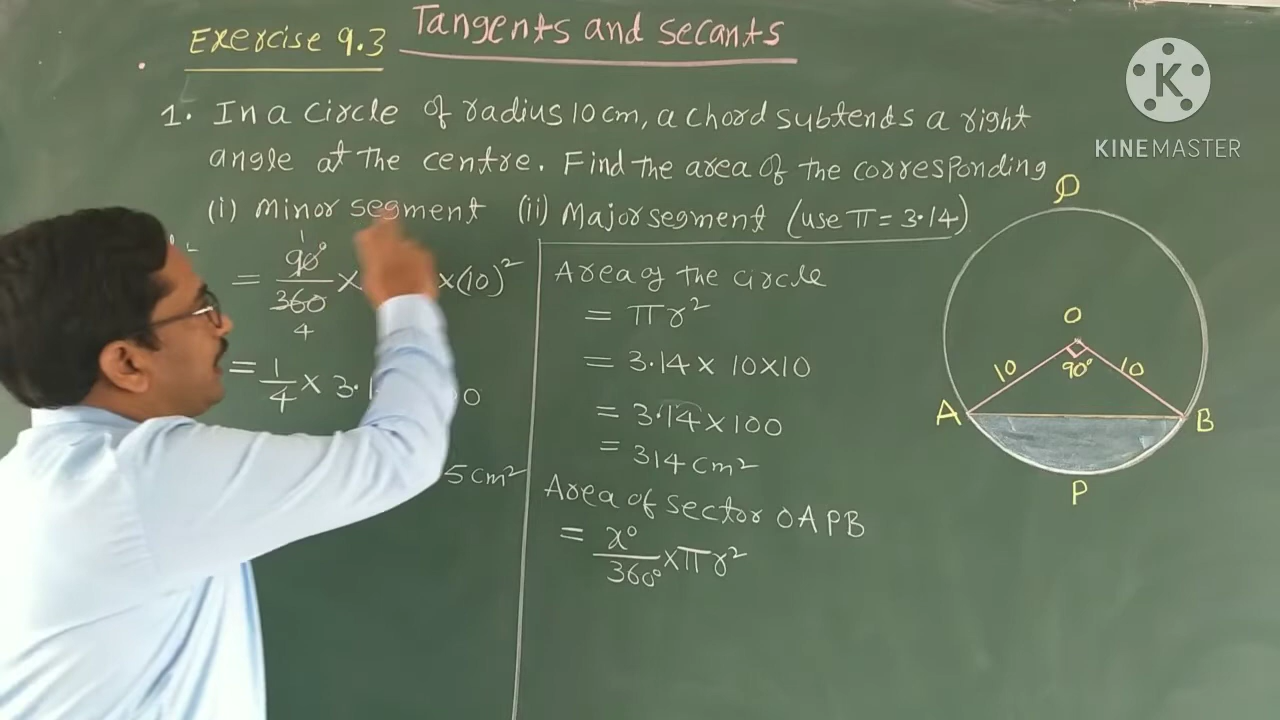 Exercise 9.3 Tangents and secants
1. In a circle of radius 10 cm, a chord subtends a right
angle at the centre. Find the area of the corresponding
(i) Minor segment (ii) Major segment (use π = 3.14)
1
= 90°/360 × × (10)²
4
= 1/4 × 3. 0
5 cm²
Area of the circle
= πr²
= 3.14 × 10×10
= 3.14 × 100
= 314 cm²
Area of sector OAPB
= x°/360° × πr²
Q
O
10 90° 10
A B
P
K
KINEMASTER